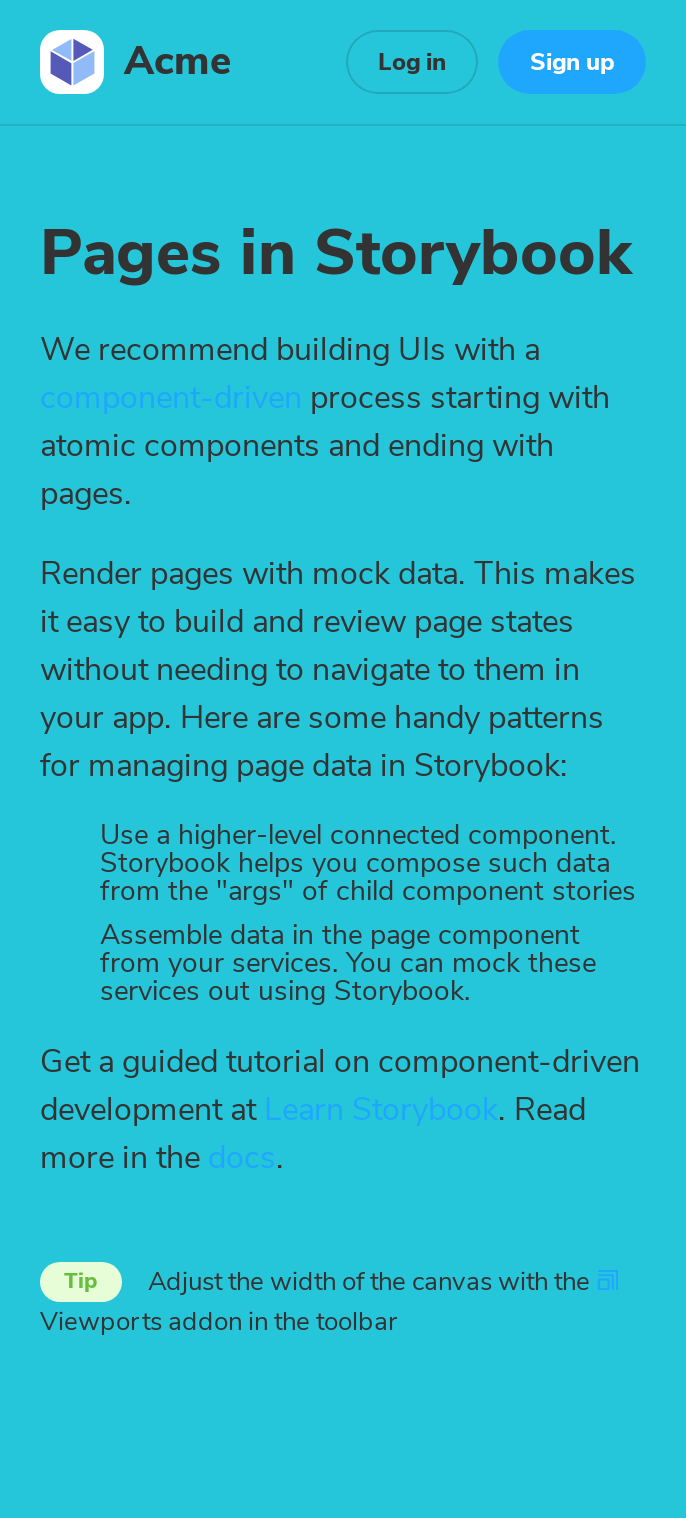 Acme
Log in
Sign up
Pages in Storybook
We recommend building UIs with a
component-driven process starting with
atomic components and ending with
pages.
Render pages with mock data. This makes
it easy to build and review page states
without needing to navigate to them in
your app. Here are some handy patterns
for managing page data in Storybook:
Use a higher-level connected component.
Storybook helps you compose such data
from the "args" of child component stories
Assemble data in the page component
from your services. You can mock these
services out using Storybook.
Get a guided tutorial on component-driven
development at Learn Storybook. Read
more in the docs.
Tip Adjust the width of the canvas with the
Viewports addon in the toolbar